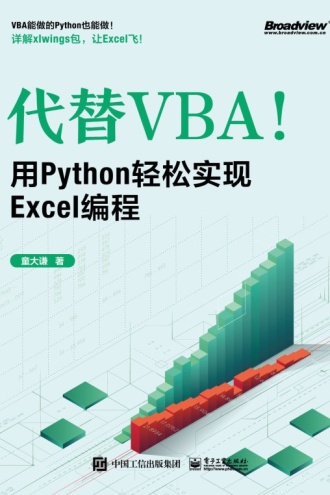 VBA能做的Python也能做！
详解xlwings包，让Excel飞！
Broadview®
www.broadview.com.cn
代替VBA！
用Python轻松实现
Excel编程
童大谦 著
中国工信出版集团
电子工业出版社